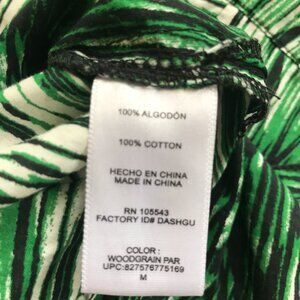 100% ALGODÓN
100% COTTON
HECHO EN CHINA
MADE IN CHINA
RN 105543
FACTORY ID# DASHGU
COLOR :
WOODGRAIN PAR
UPC:827576775169
M